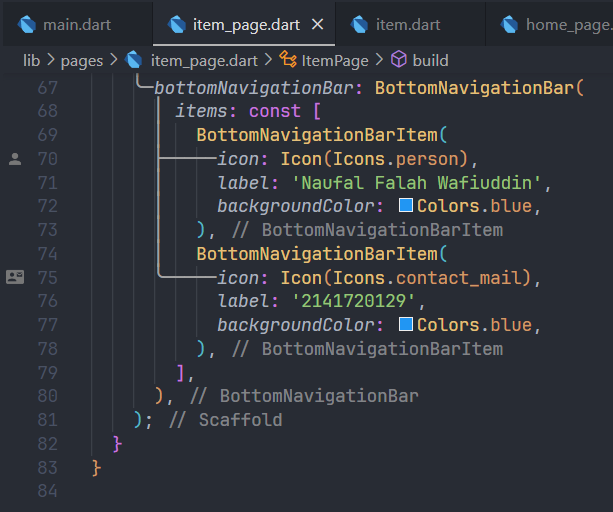 main.dart item_page.dart × item.dart home_page.dart
lib > pages > item_page.dart > ItemPage > build
67 bottomNavigationBar: BottomNavigationBar(
68 items: const [
69 BottomNavigationBarItem(
70 icon: Icon(Icons.person),
71 label: 'Naufal Falah Wafiuddin',
72 backgroundColor: Colors.blue,
73 ), // BottomNavigationBarItem
74 BottomNavigationBarItem(
75 icon: Icon(Icons.contact_mail),
76 label: '2141720129',
77 backgroundColor: Colors.blue,
78 ), // BottomNavigationBarItem
79 ],
80 ), // BottomNavigationBar
81 ); // Scaffold
82 }
83 }
84